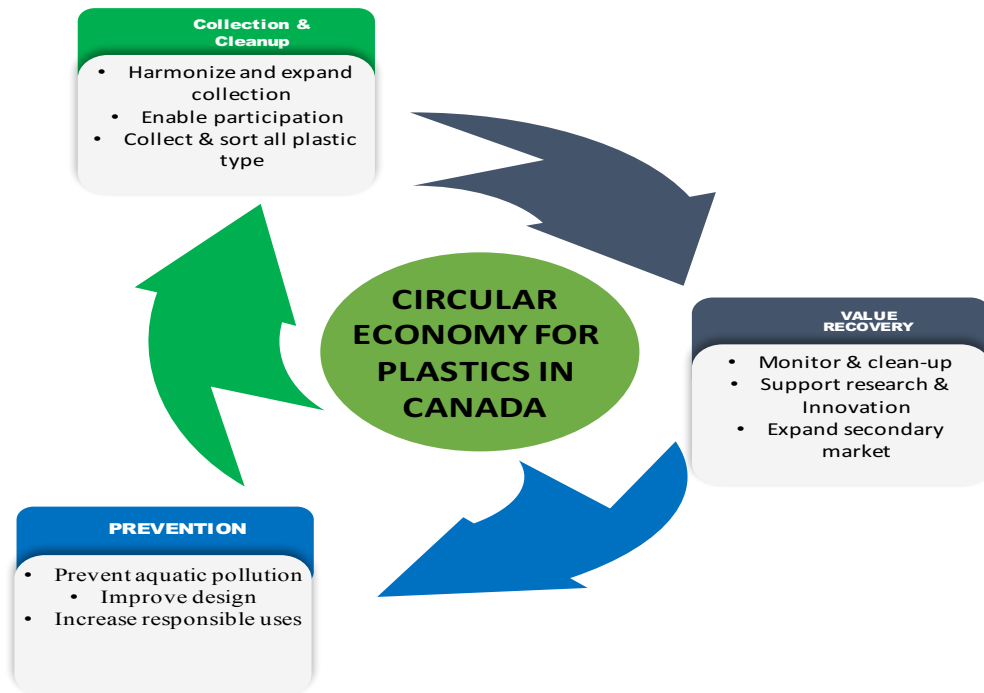 Collection &
Cleanup
• Harmonize and expand
collection
• Enable participation
• Collect & sort all plastic
type
CIRCULAR
ECONOMY FOR
PLASTICS IN
CANADA
VALUE
RECOVERY
• Monitor & clean-up
• Support research &
Innovation
• Expand secondary
market
PREVENTION
• Prevent aquatic pollution
• Improve design
• Increase responsible uses